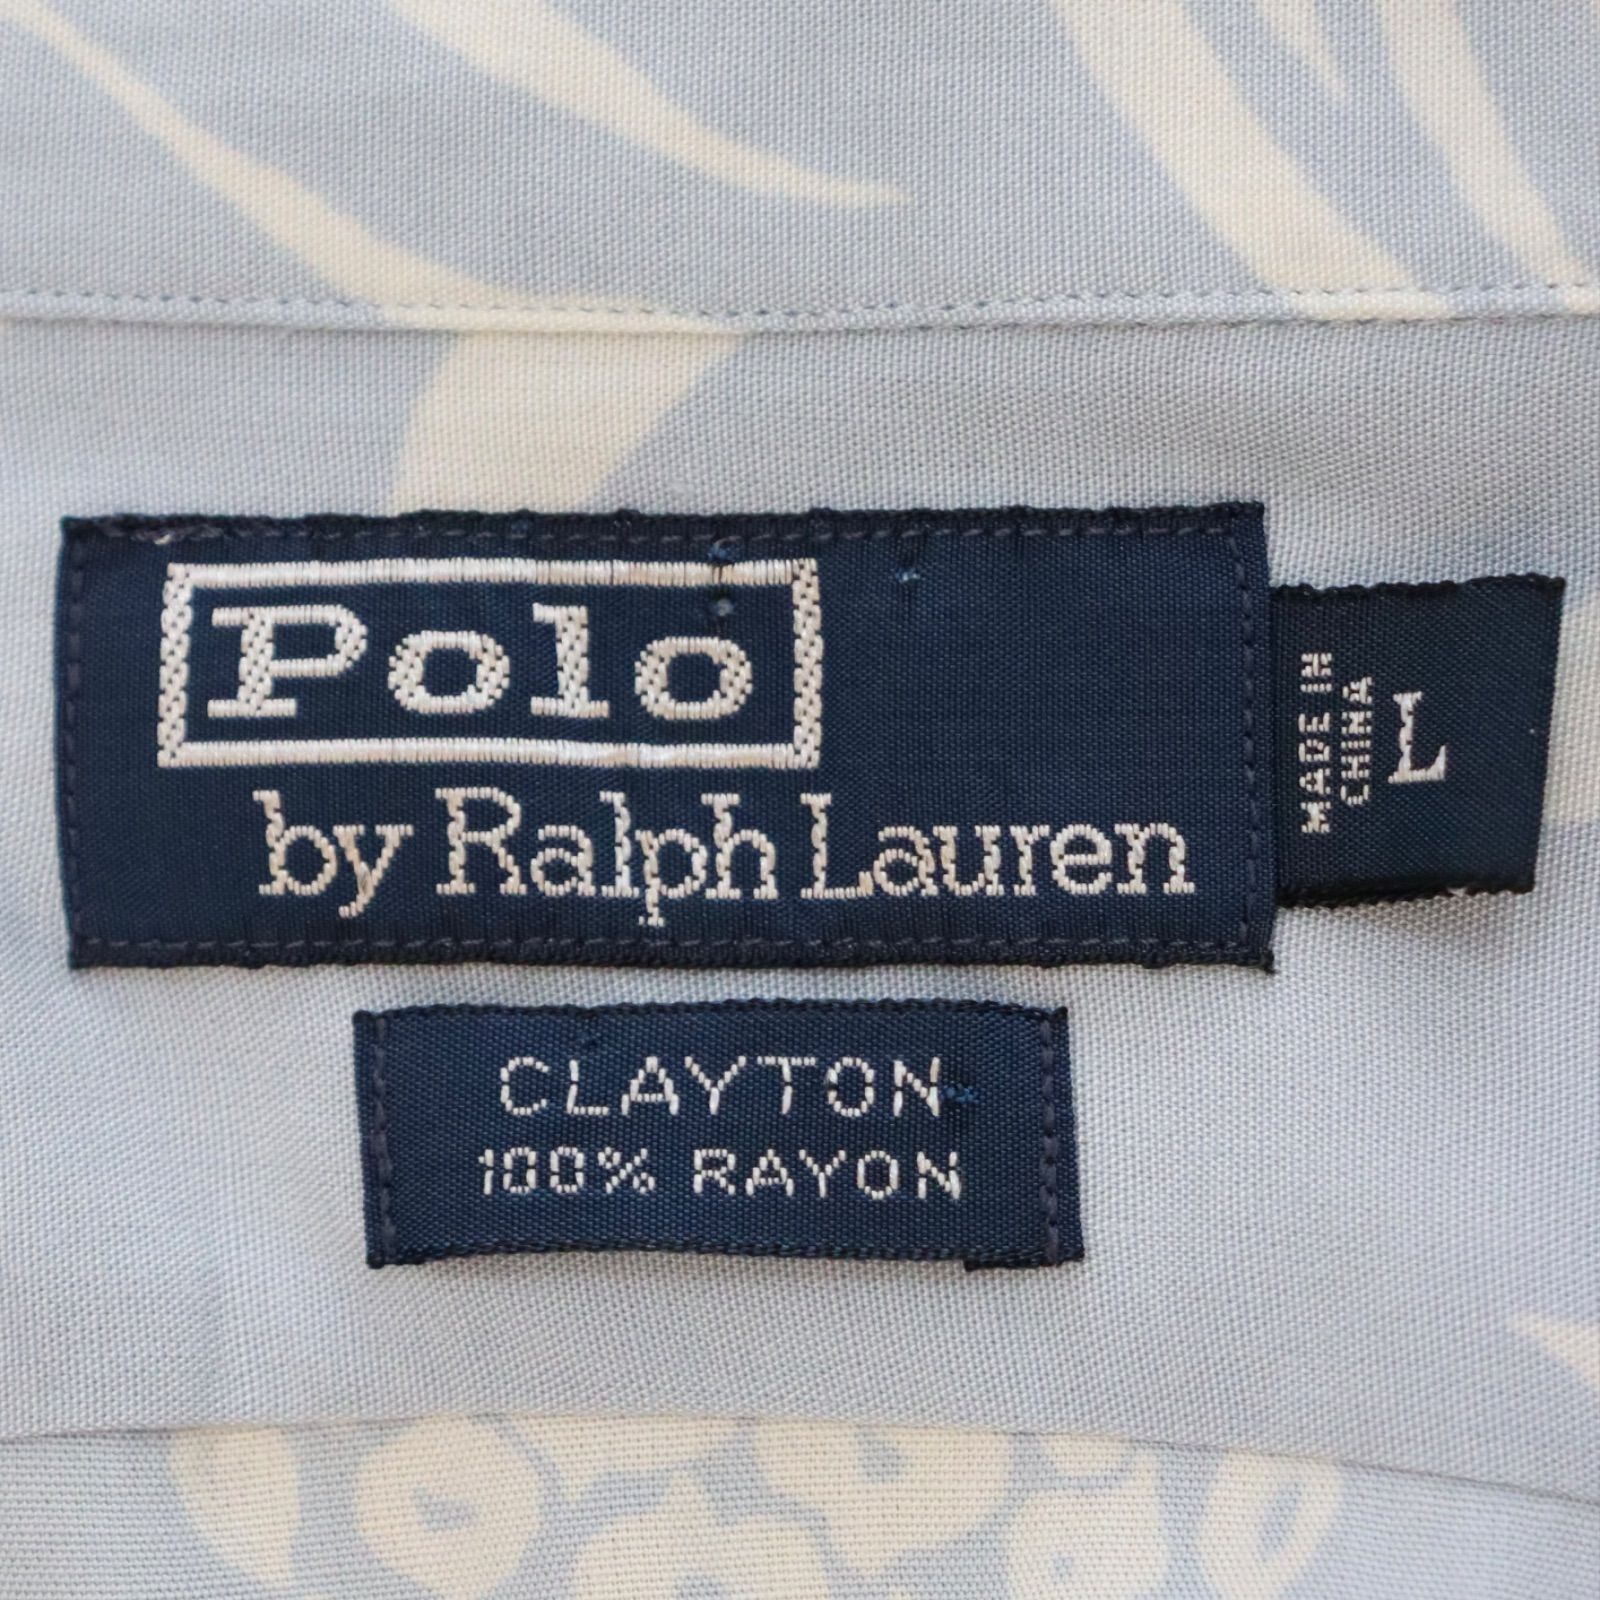 Polo
by Ralph Lauren
MADE IN
CHINA
L
CLAYTON
100% RAYON